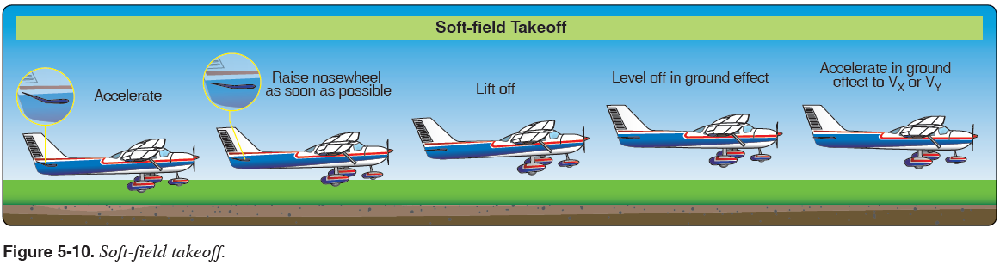 Soft-field Takeoff
Accelerate
Raise nosewheel
as soon as possible
Lift off
Level off in ground effect
Accelerate in ground
effect to VX or VY
Figure 5-10. Soft-field takeoff.